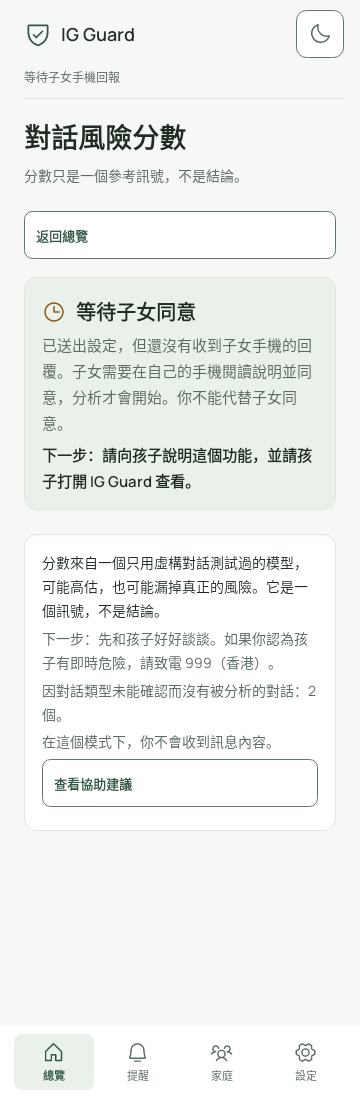 IG Guard
等待子女手機回報
對話風險分數
分數只是一個參考訊號，不是結論。
返回總覽
等待子女同意
已送出設定，但還沒有收到子女手機的回
覆。子女需要在自己的手機閱讀說明並同
意，分析才會開始。你不能代替子女同
意。
下一步：請向孩子說明這個功能，並請孩
子打開 IG Guard 查看。
分數來自一個只用虛構對話測試過的模型，
可能高估，也可能漏掉真正的風險。它是一
個訊號，不是結論。
下一步：先和孩子好好談談。如果你認為孩
子有即時危險，請致電 999（香港）。
因對話類型未能確認而沒有被分析的對話：2
個。
在這個模式下，你不會收到訊息內容。
查看協助建議
總覽
提醒
家庭
設定